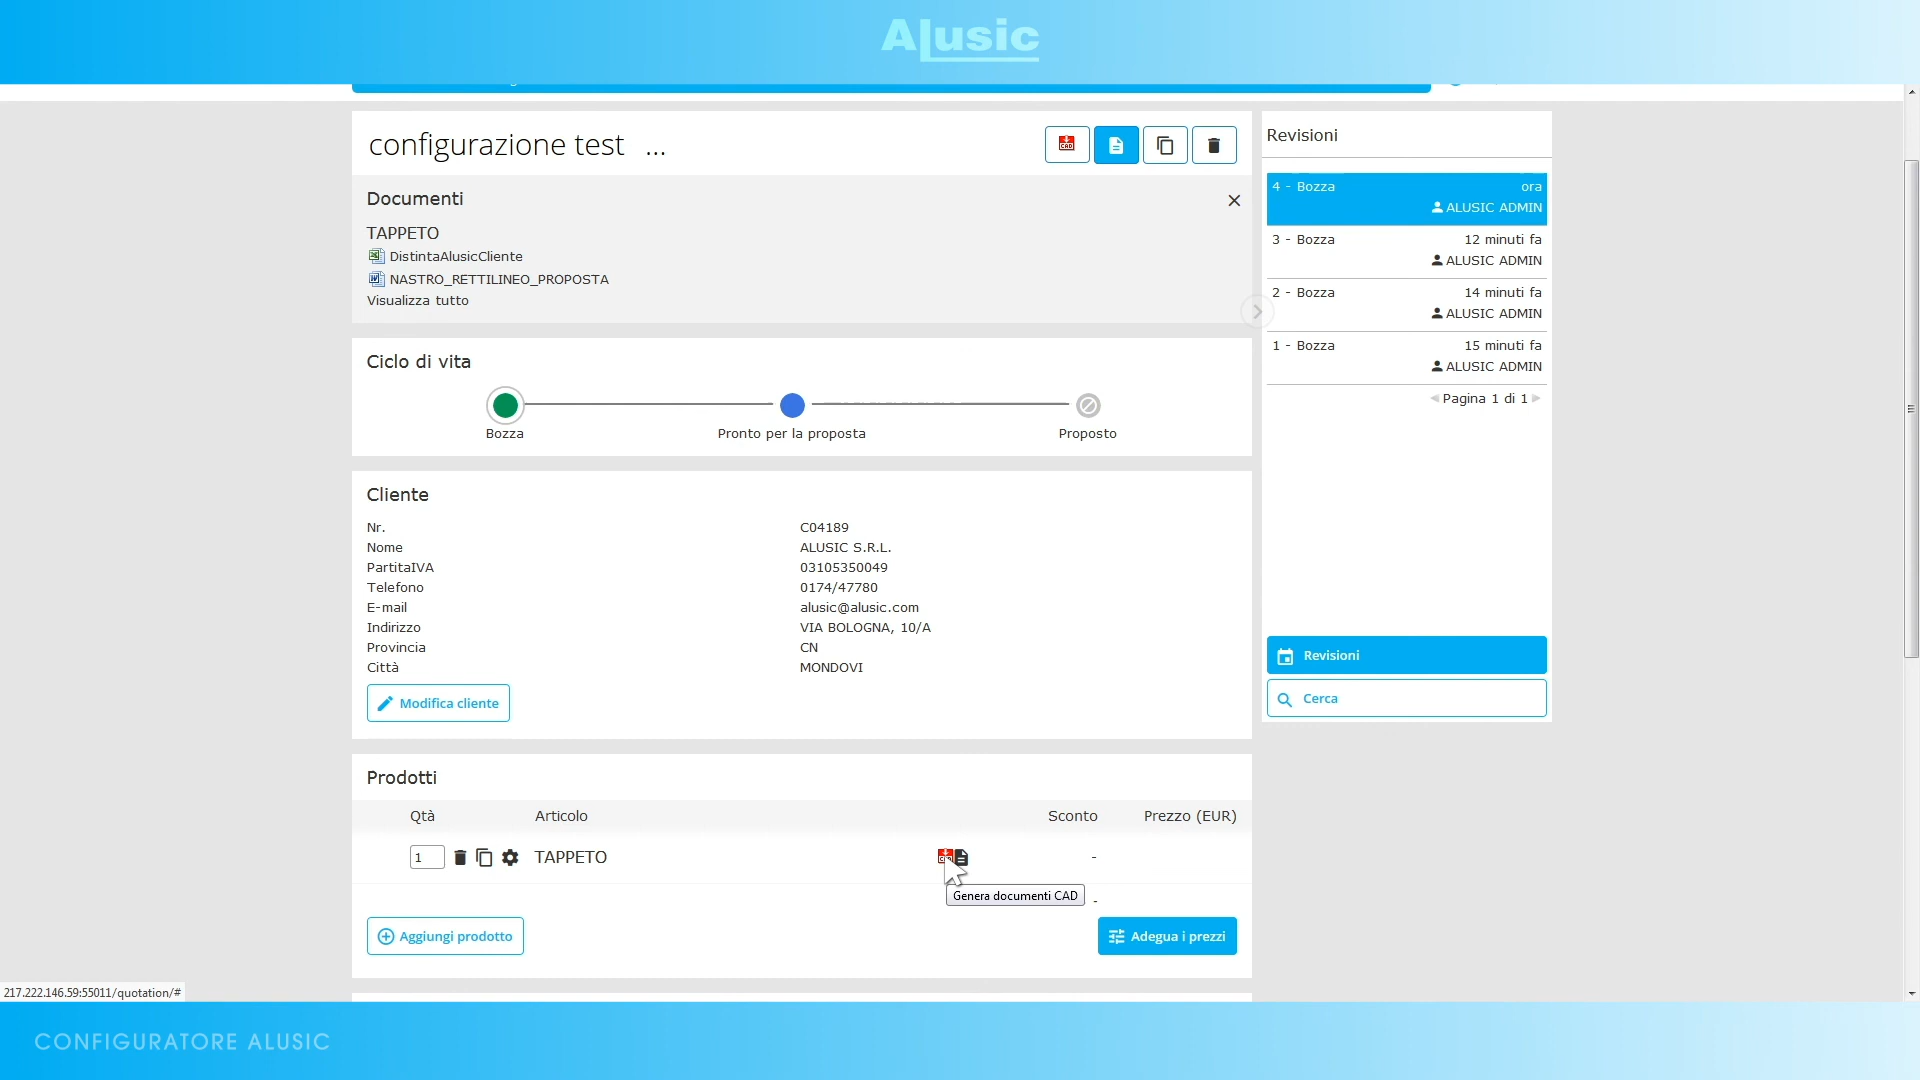 Alusic
configurazione test ...
CAD
Documenti
TAPPETO
DistintaAlusicCliente
NASTRO_RETTILINEO_PROPOSTA
Visualizza tutto
Ciclo di vita
Bozza
Pronto per la proposta
Proposto
Cliente
Nr. C04189
Nome ALUSIC S.R.L.
PartitaIVA 03105350049
Telefono 0174/47780
E-mail alusic@alusic.com
Indirizzo VIA BOLOGNA, 10/A
Provincia CN
Città MONDOVI
Modifica cliente
Prodotti
Qtà Articolo Sconto Prezzo (EUR)
1 TAPPETO -
Genera documenti CAD -
Aggiungi prodotto
Adegua i prezzi
Revisioni
4 - Bozza ora
ALUSIC ADMIN
3 - Bozza 12 minuti fa
ALUSIC ADMIN
2 - Bozza 14 minuti fa
ALUSIC ADMIN
1 - Bozza 15 minuti fa
ALUSIC ADMIN
Pagina 1 di 1
Revisioni
Cerca
217.222.146.59:55011/quotation/#
CONFIGURATORE ALUSIC